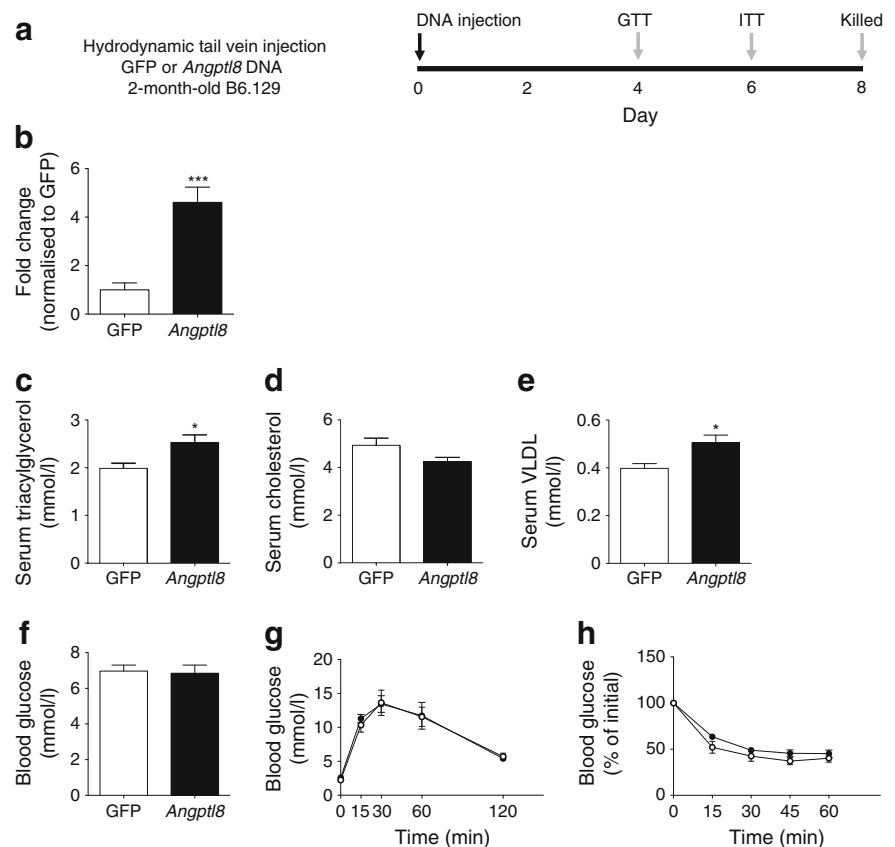 a
Hydrodynamic tail vein injection
GFP or Angptl8 DNA
2-month-old B6.129
DNA injection GTT ITT Killed
0 2 4 6 8
Day
b
Fold change
(normalised to GFP)
6
4
2
0
***
GFP Angptl8
c
Serum triacylglycerol
(mmol/l)
3
2
1
0
*
GFP Angptl8
d
Serum cholesterol
(mmol/l)
6
4
2
0
GFP Angptl8
e
Serum VLDL
(mmol/l)
0.6
0.4
0.2
0
*
GFP Angptl8
f
Blood glucose
(mmol/l)
8
6
4
2
0
GFP Angptl8
g
Blood glucose
(mmol/l)
20
15
10
5
0
0 15 30 60 120
Time (min)
h
Blood glucose
(% of initial)
150
100
50
0
0 15 30 45 60
Time (min)